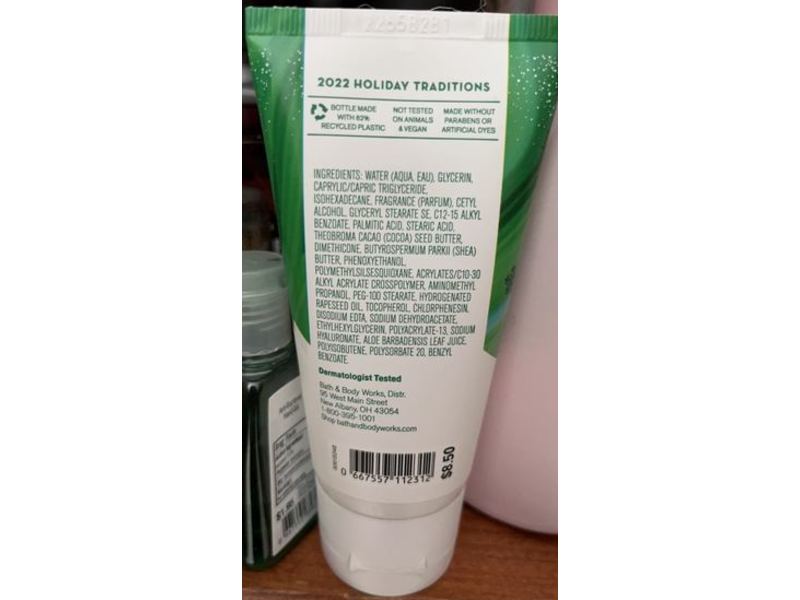 22658281
2022 HOLIDAY TRADITIONS
BOTTLE MADE WITH 82% RECYCLED PLASTIC
NOT TESTED ON ANIMALS & VEGAN
MADE WITHOUT PARABENS OR ARTIFICIAL DYES
INGREDIENTS: WATER (AQUA, EAU), GLYCERIN,
CAPRYLIC/CAPRIC TRIGLYCERIDE,
ISOHEXADECANE, FRAGRANCE (PARFUM), CETYL
ALCOHOL, GLYCERYL STEARATE SE, C12-15 ALKYL
BENZOATE, PALMITIC ACID, STEARIC ACID,
THEOBROMA CACAO (COCOA) SEED BUTTER,
DIMETHICONE, BUTYROSPERMUM PARKII (SHEA)
BUTTER, PHENOXYETHANOL,
POLYMETHYLSILSESQUIOXANE, ACRYLATES/C10-30
ALKYL ACRYLATE CROSSPOLYMER, AMINOMETHYL
PROPANOL, PEG-100 STEARATE, HYDROGENATED
RAPESEED OIL, TOCOPHEROL, CHLORPHENESIN,
DISODIUM EDTA, SODIUM DEHYDROACETATE,
ETHYLHEXYLGLYCERIN, POLYACRYLATE-13, SODIUM
HYALURONATE, ALOE BARBADENSIS LEAF JUICE,
POLYISOBUTENE, POLYSORBATE 20, BENZYL
BENZOATE.
Dermatologist Tested
Bath & Body Works, Distr.
95 West Main Street
New Albany, OH 43054
1-800-395-1001
Shop bathandbodyworks.com
0 667557 112312
$8.50
$1.95